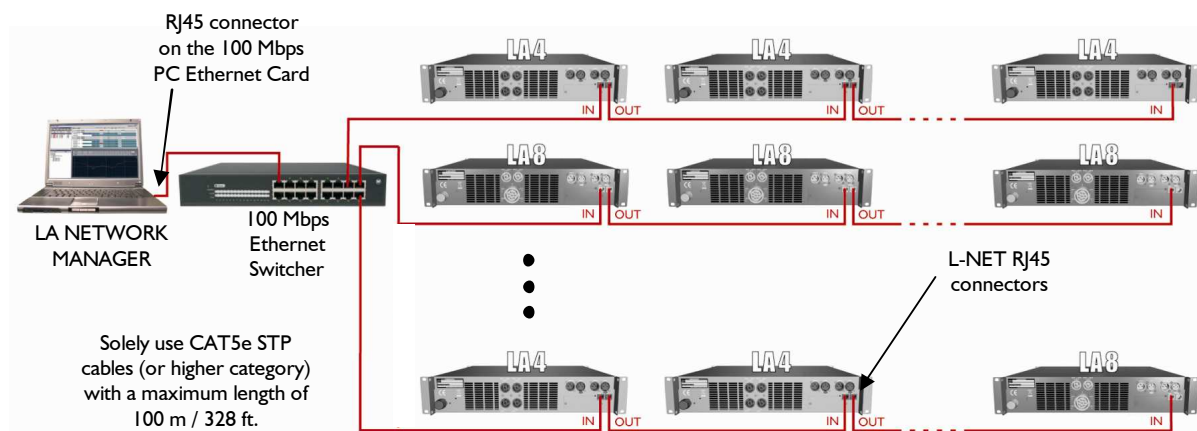 RJ45 connector
on the 100 Mbps
PC Ethernet Card
LA4 LA4 LA4
IN OUT IN OUT IN
LA8 LA8 LA8
IN OUT IN OUT IN
LA NETWORK
MANAGER
100 Mbps
Ethernet
Switcher
L-NET RJ45
connectors
Solely use CAT5e STP
cables (or higher category)
with a maximum length of
100 m / 328 ft.
LA4 LA4 LA8
IN OUT IN OUT IN